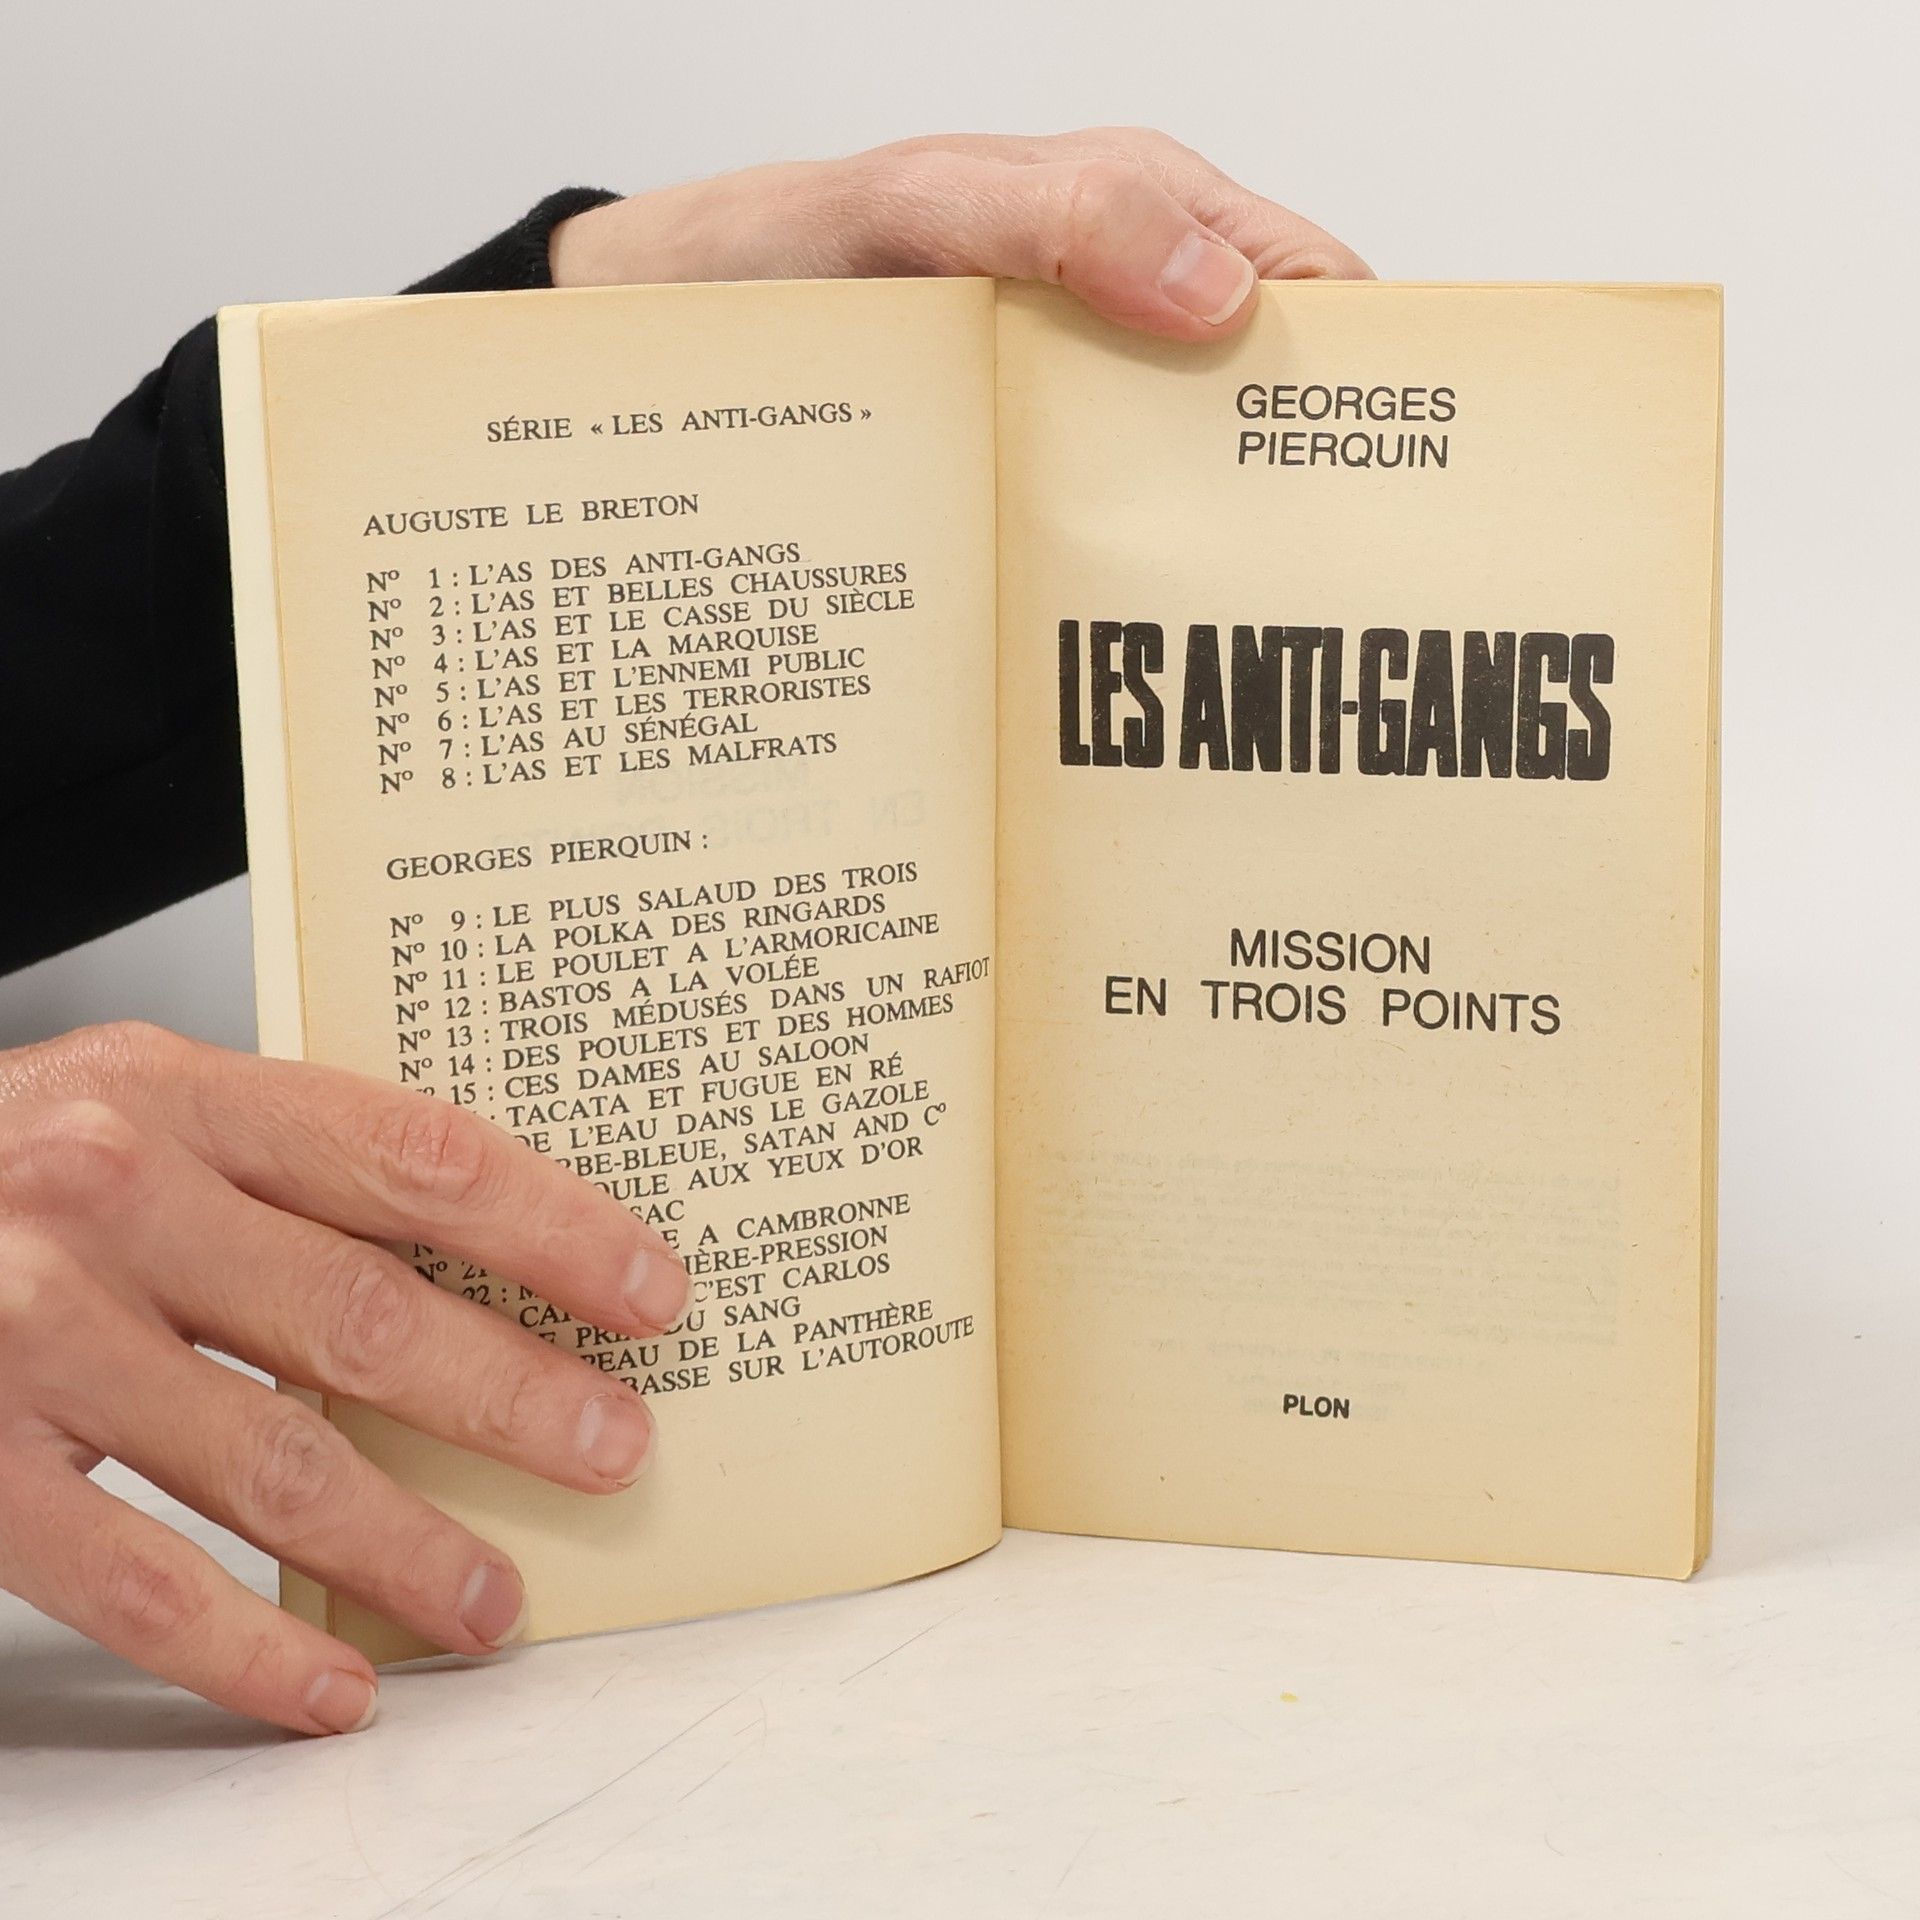 SÉRIE « LES ANTI-GANGS »
AUGUSTE LE BRETON
Nº 1 : L'AS DES ANTI-GANGS
Nº 2 : L'AS ET BELLES CHAUSSURES
Nº 3 : L'AS ET LE CASSE DU SIÈCLE
Nº 4 : L'AS ET LA MARQUISE
Nº 5 : L'AS ET L'ENNEMI PUBLIC
Nº 6 : L'AS ET LES TERRORISTES
Nº 7 : L'AS AU SÉNÉGAL
Nº 8 : L'AS ET LES MALFRATS
GEORGES PIERQUIN :
Nº 9 : LE PLUS SALAUD DES TROIS
Nº 10 : LA POLKA DES RINGARDS
Nº 11 : LE POULET A L'ARMORICAINE
Nº 12 : BASTOS A LA VOLÉE
Nº 13 : TROIS MÉDUSÉS DANS UN RAFIOT
Nº 14 : DES POULETS ET DES HOMMES
15 : CES DAMES AU SALOON
: TACATA ET FUGUE EN RÉ
DE L'EAU DANS LE GAZOLE
RBE-BLEUE, SATAN AND Cº
OULE AUX YEUX D'OR
SAC
E A CAMBRONNE
Nº 21 IÈRE-PRESSION
22 : C'EST CARLOS
DU SANG
PEAU DE LA PANTHÈRE
BASSE SUR L'AUTOROUTE
GEORGES
PIERQUIN
LES ANTI-GANGS
MISSION
EN TROIS POINTS
PLON